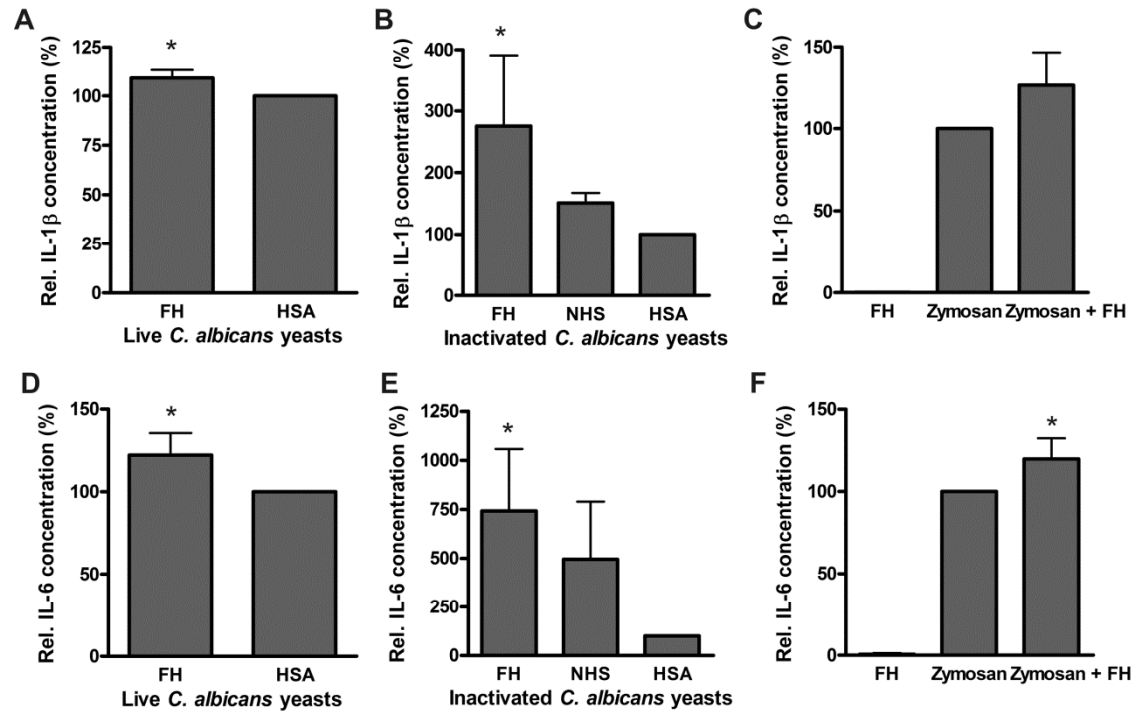 A
Rel. IL-1β concentration (%)
125
100
75
50
25
0
*
FH HSA
Live C. albicans yeasts
B
Rel. IL-1β concentration (%)
400
300
200
100
0
*
FH NHS HSA
Inactivated C. albicans yeasts
C
Rel. IL-1β concentration (%)
150
100
50
0
FH Zymosan Zymosan + FH
D
Rel. IL-6 concentration (%)
150
100
50
0
*
FH HSA
Live C. albicans yeasts
E
Rel. IL-6 concentration (%)
1250
1000
750
500
250
0
*
FH NHS HSA
Inactivated C. albicans yeasts
F
Rel. IL-6 concentration (%)
150
100
50
0
*
FH Zymosan Zymosan + FH